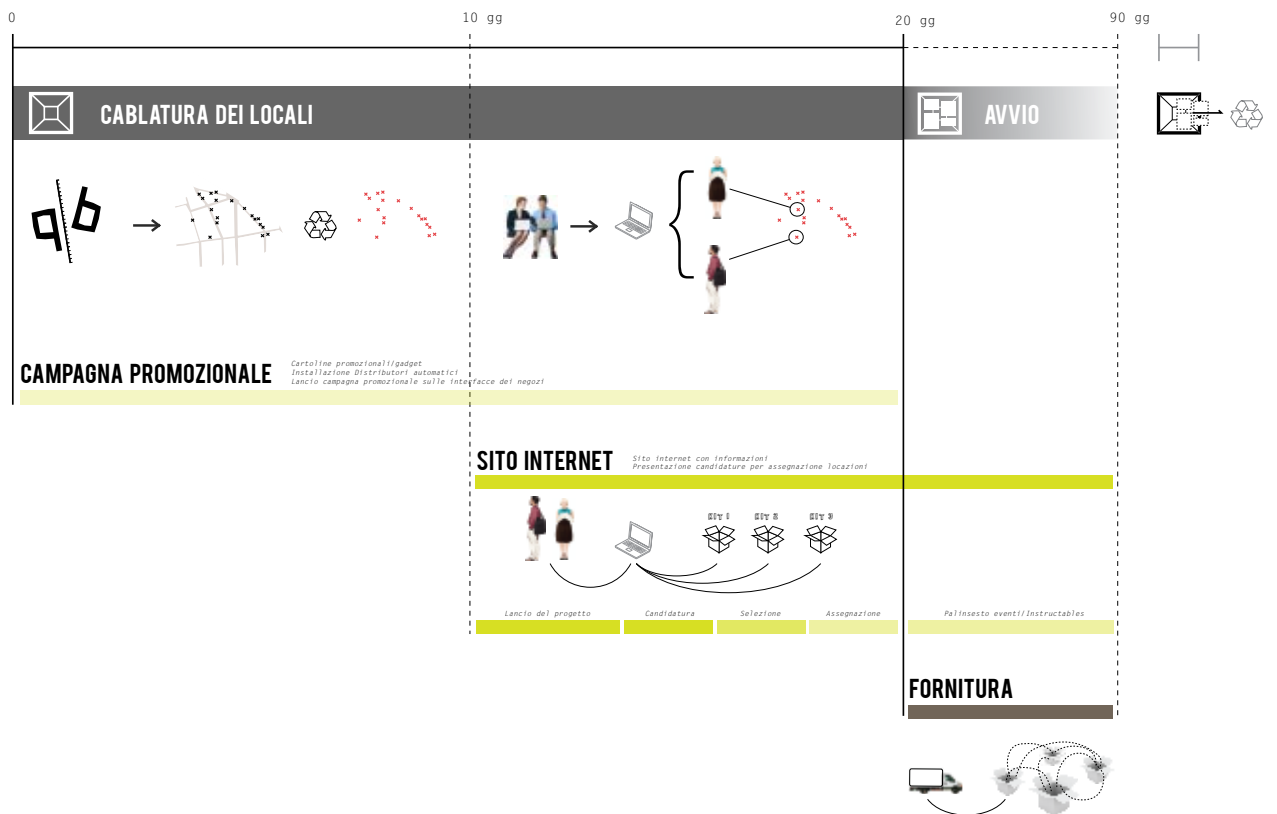 0
10 gg
20 gg
90 gg
CABLATURA DEI LOCALI
AVVIO
qb
CAMPAGNA PROMOZIONALE
Cartoline promozionali/gadget
Installazione Distributori automatici
Lancio campagna promozionale sulle interfacce dei negozi
SITO INTERNET
Sito internet con informazioni
Presentazione candidature per assegnazione locazioni
KIT 1
KIT 2
KIT 3
Lancio del progetto
Candidatura
Selezione
Assegnazione
Palinsesto eventi/Instructables
FORNITURA